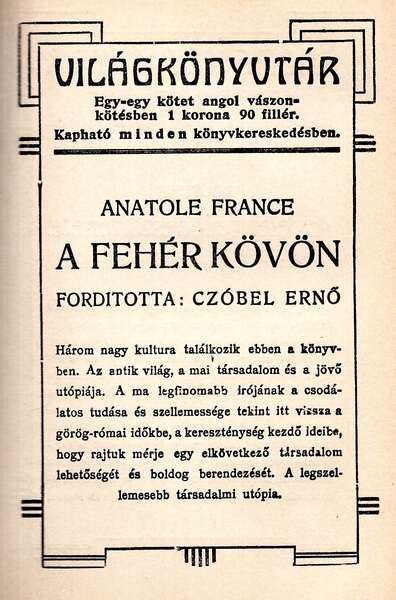 VILÁGKÖNYVTÁR
Egy-egy kötet angol vászon-
kötésben 1 korona 90 fillér.
Kapható minden könyvkereskedésben.
ANATOLE FRANCE
A FEHÉR KÖVÖN
FORDITOTTA: CZÓBEL ERNŐ
Három nagy kultura találkozik ebben a könyv-
ben. Az antik világ, a mai társadalom és a jövő
utópiája. A ma legfinomabb irójának a csodá-
latos tudása és szellemessége tekint itt vissza a
görög-római időkbe, a kereszténység kezdő ideibe,
hogy rajtuk mérje egy elkövetkező társadalom
lehetőségét és boldog berendezését. A legszel-
lemesebb társadalmi utópia.